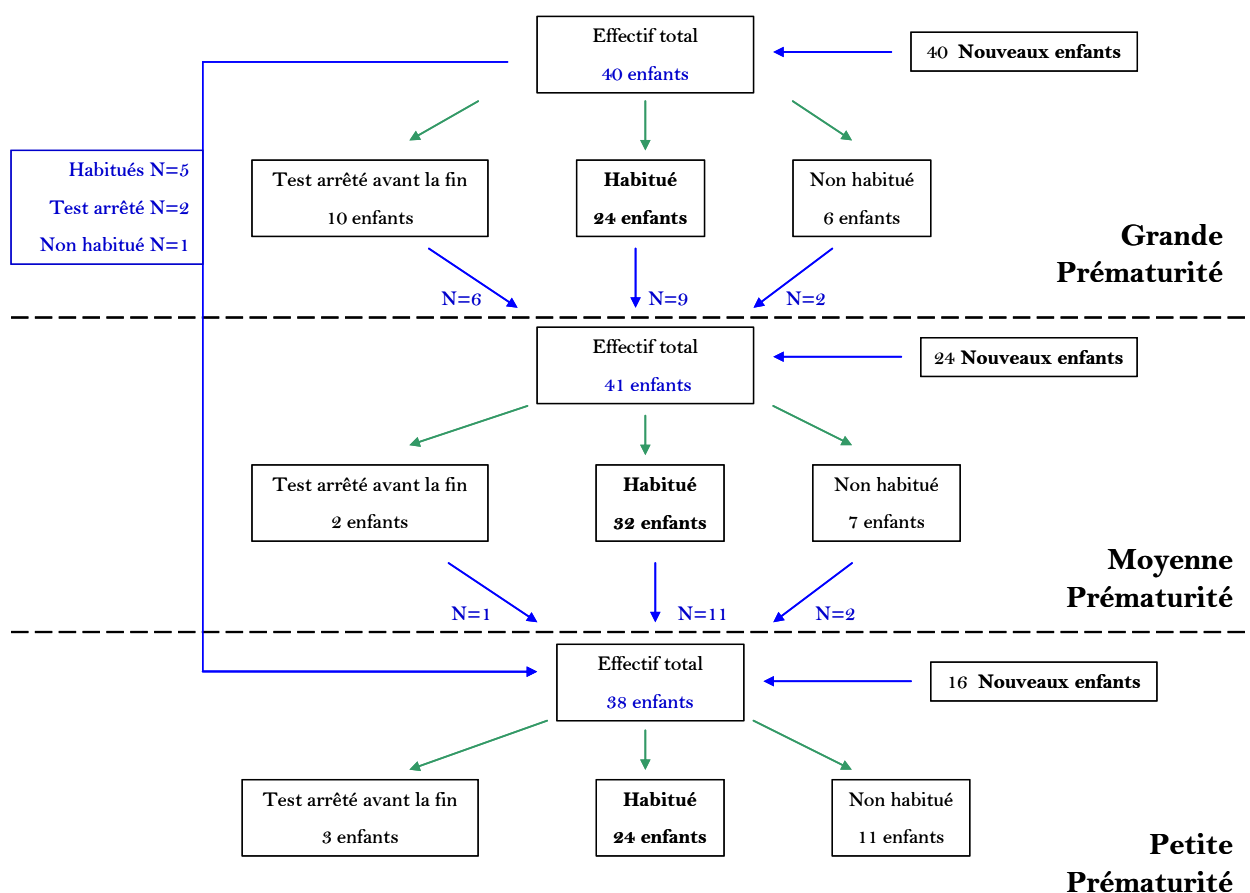 Effectif total
40 enfants
40 Nouveaux enfants
Habitués N=5
Test arrêté N=2
Non habitué N=1
Test arrêté avant la fin
10 enfants
Habitué
24 enfants
Non habitué
6 enfants
Grande
Prématurité
N=6
N=9
N=2
Effectif total
41 enfants
24 Nouveaux enfants
Test arrêté avant la fin
2 enfants
Habitué
32 enfants
Non habitué
7 enfants
Moyenne
Prématurité
N=1
N=11
N=2
Effectif total
38 enfants
16 Nouveaux enfants
Test arrêté avant la fin
3 enfants
Habitué
24 enfants
Non habitué
11 enfants
Petite
Prématurité